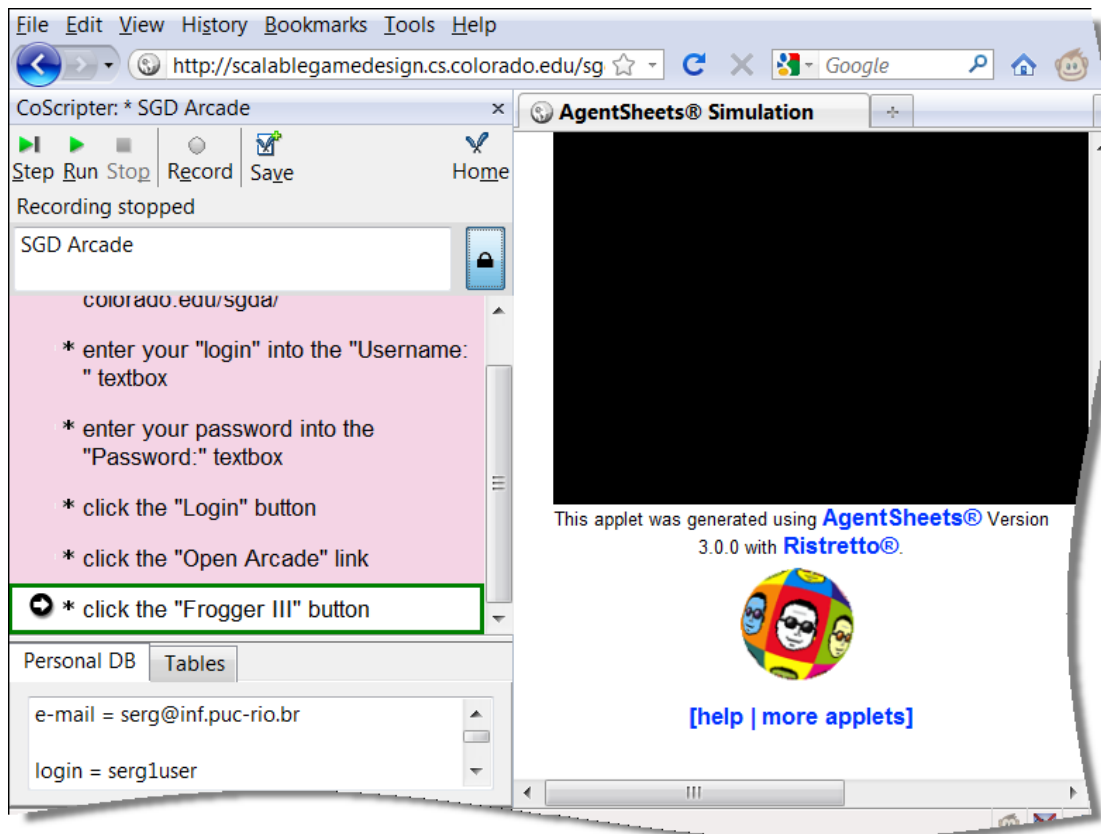 File Edit View History Bookmarks Tools Help
http://scalablegamedesign.cs.colorado.edu/sg
Google
CoScripter: * SGD Arcade ×
Step Run Stop Record Save Home
Recording stopped
SGD Arcade
colorado.edu/sgda/
* enter your "login" into the "Username:
" textbox
* enter your password into the
"Password:" textbox
* click the "Login" button
* click the "Open Arcade" link
* click the "Frogger III" button
Personal DB Tables
e-mail = serg@inf.puc-rio.br
login = serg1user
AgentSheets® Simulation
This applet was generated using AgentSheets® Version
3.0.0 with Ristretto®.
[help | more applets]